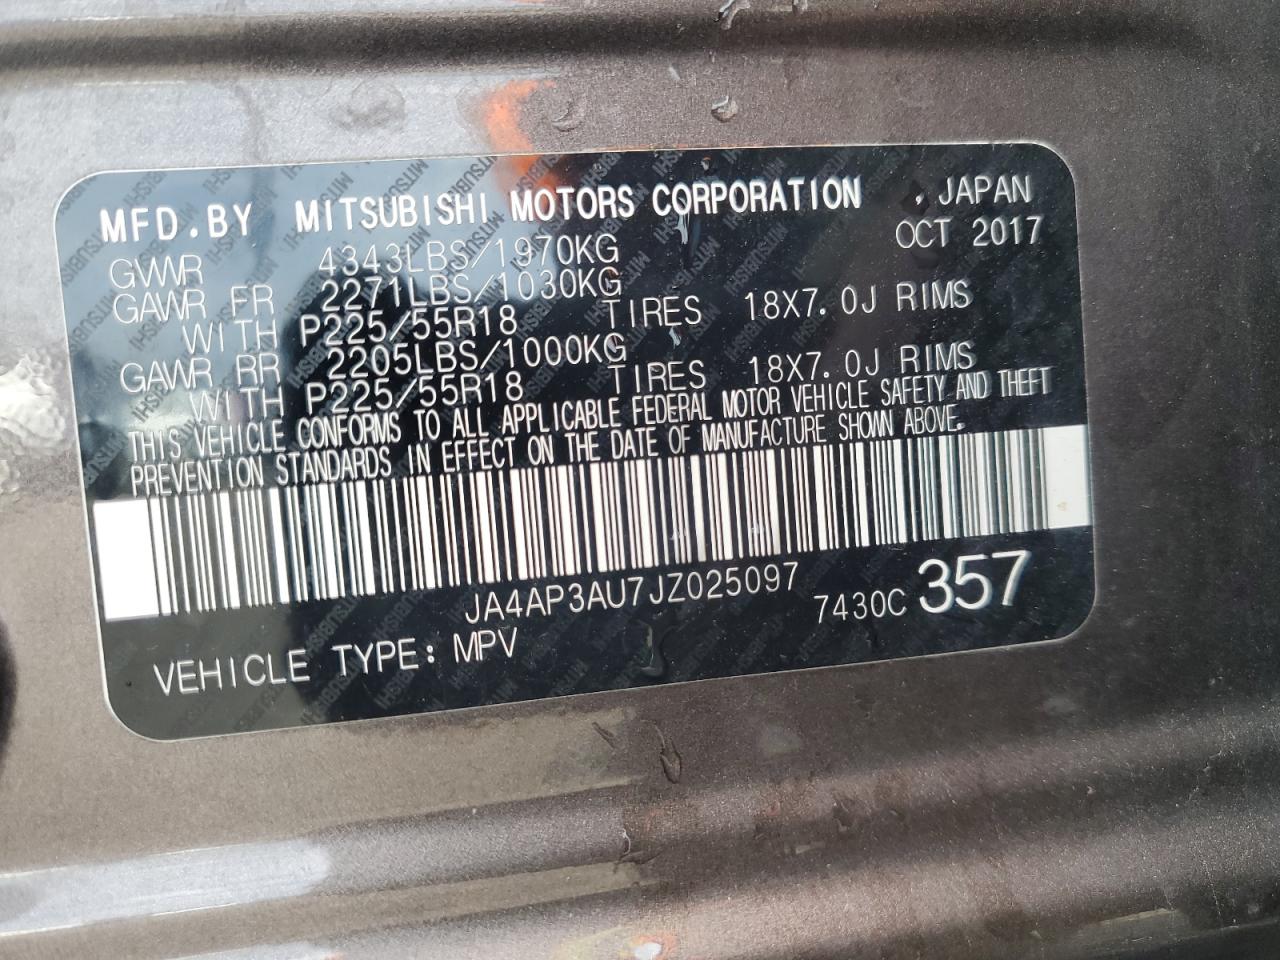 MFD.BY MITSUBISHI MOTORS CORPORATION , JAPAN
OCT 2017
GVWR 4343LBS/1970KG
GAWR FR 2271LBS/1030KG
WITH P225/55R18 TIRES 18X7.0J RIMS
GAWR RR 2205LBS/1000KG
WITH P225/55R18 TIRES 18X7.0J RIMS
THIS VEHICLE CONFORMS TO ALL APPLICABLE FEDERAL MOTOR VEHICLE SAFETY AND THEFT
PREVENTION STANDARDS IN EFFECT ON THE DATE OF MANUFACTURE SHOWN ABOVE.
JA4AP3AU7JZ025097 7430C 357
VEHICLE TYPE: MPV